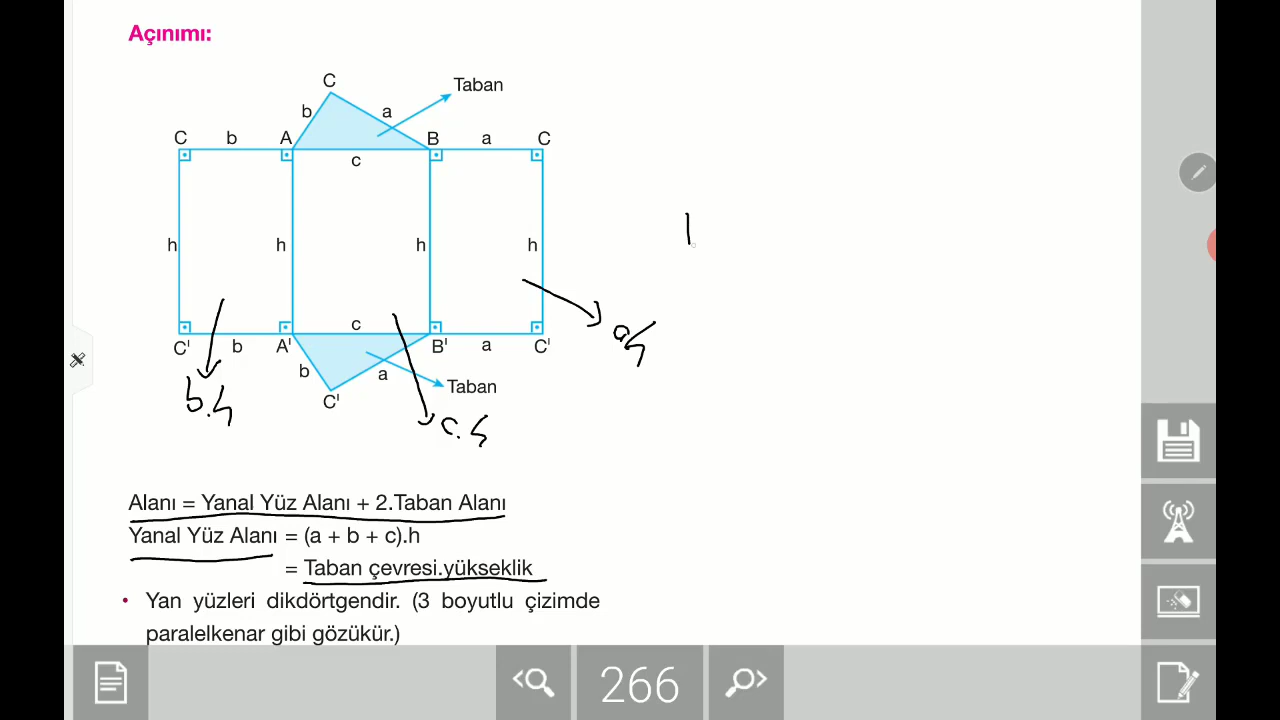 Açınımı:
C
b
a
Taban
C
b
A
B
a
C
c
h
h
h
h
c
C'
b
A'
B'
a
C'
b
a
Taban
C'
a.h
b.h
c.h
Alanı = Yanal Yüz Alanı + 2.Taban Alanı
Yanal Yüz Alanı = (a + b + c).h
= Taban çevresi.yükseklik
• Yan yüzleri dikdörtgendir. (3 boyutlu çizimde
paralelkenar gibi gözükür.)
266